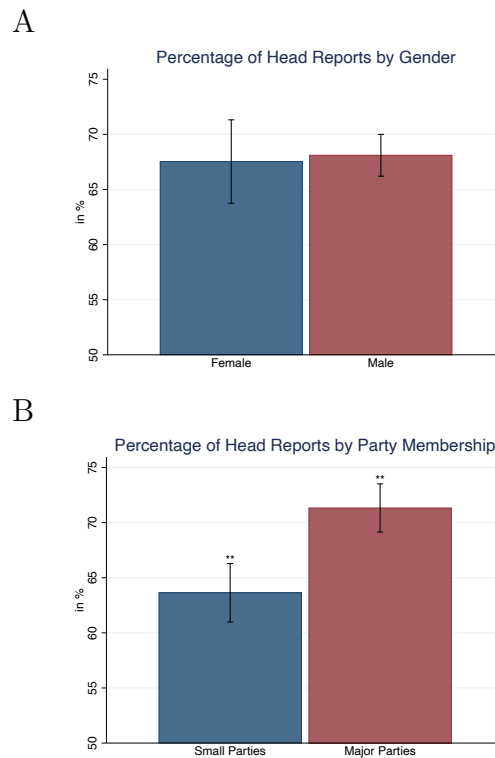 A
Percentage of Head Reports by Gender
75
70
65
60
55
50
in %
Female Male
B
Percentage of Head Reports by Party Membership
75
70
65
60
55
50
in %
** **
Small Parties Major Parties